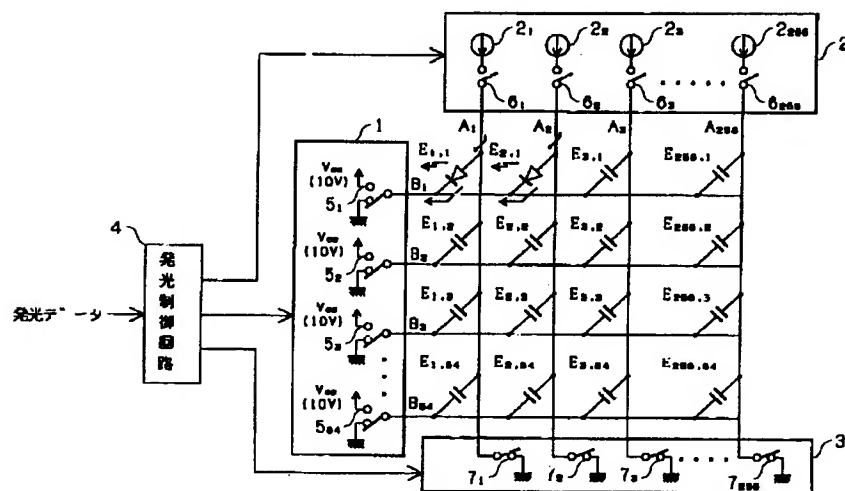 2₁ 2₂ 2₃ 2₂₅₆
2
6₁ 6₂ 6₃ 6₂₅₆
1
A₁ A₂ A₃ A₂₅₆
E₁.₁ E₂.₁ E₃.₁ E₂₅₆.₁
Vcc
(10V)
5₁
B₁
4
E₁.₂ E₂.₂ E₃.₂ E₂₅₆.₂
Vcc
(10V)
5₂
B₂
発光データ
発光制御回路
E₁.₃ E₂.₃ E₃.₃ E₂₅₆.₃
Vcc
(10V)
5₃
B₃
E₁.₆₄ E₂.₆₄ E₃.₆₄ E₂₅₆.₆₄
Vcc
(10V)
5₆₄
B₆₄
3
7₁ 7₂ 7₃ 7₂₅₆